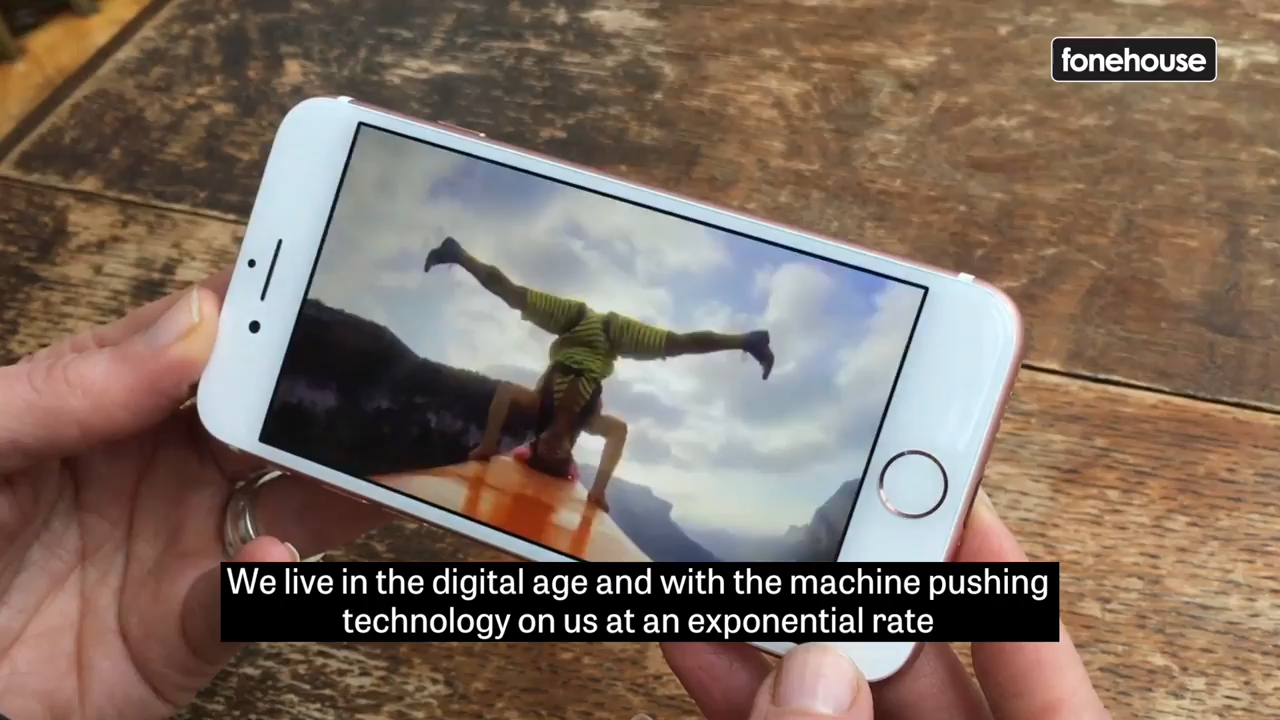 fonehouse
We live in the digital age and with the machine pushing
technology on us at an exponential rate